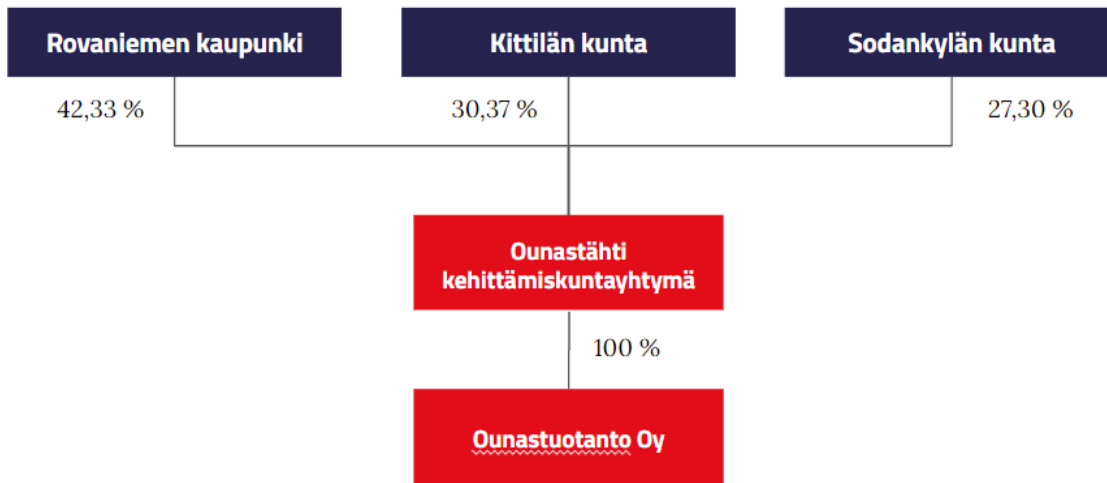 Rovaniemen kaupunki
Kittilän kunta
Sodankylän kunta
42,33 %
30,37 %
27,30 %
Ounastähti
kehittämiskuntayhtymä
100 %
Ounastuotanto Oy